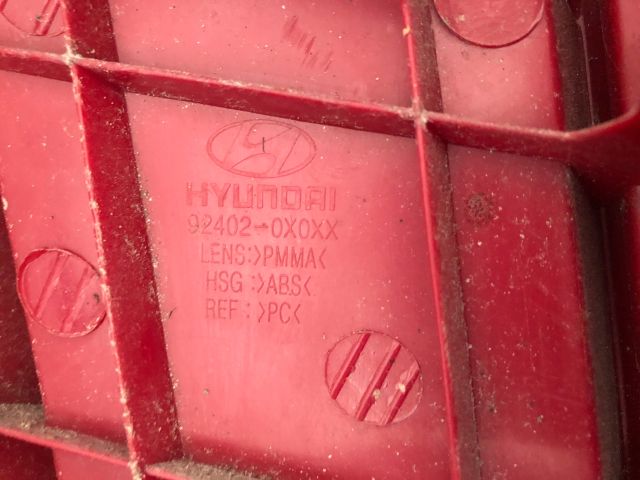 HYUNDAI
92402-0X0XX
LENS:>PMMA<
HSG :>ABS<
REF :>PC<